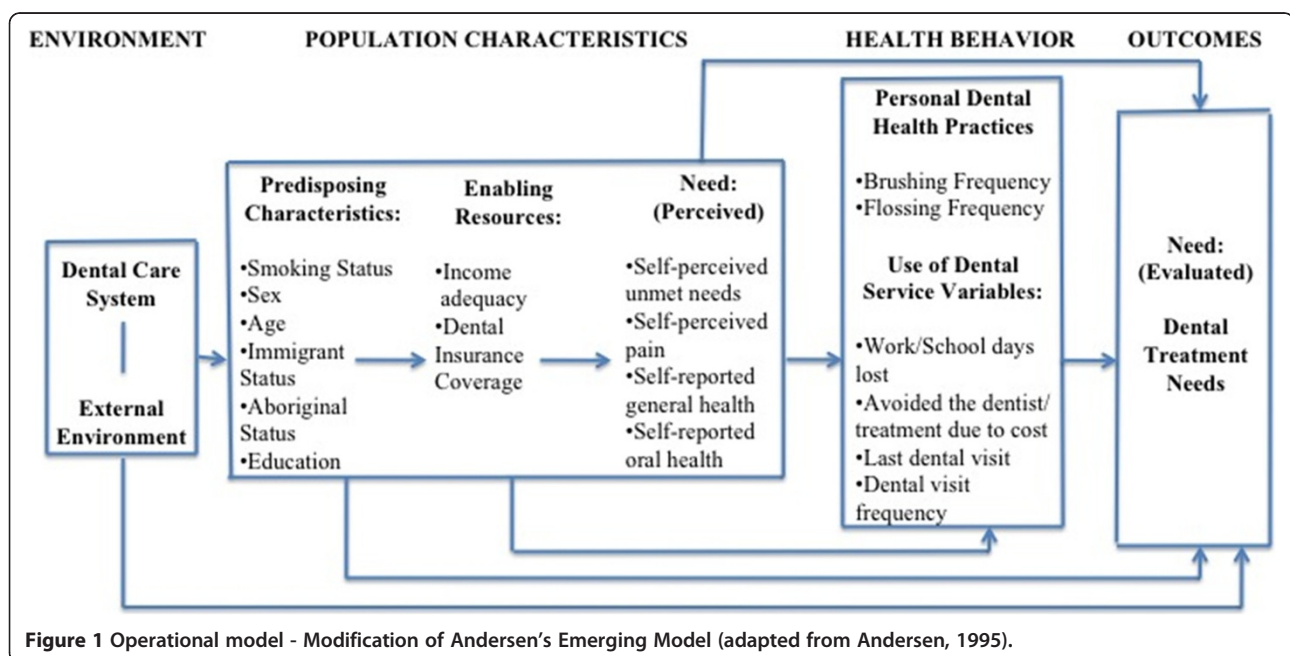 ENVIRONMENT POPULATION CHARACTERISTICS HEALTH BEHAVIOR OUTCOMES
Dental Care
System
External
Environment
Predisposing
Characteristics:
•Smoking Status
•Sex
•Age
•Immigrant
Status
•Aboriginal
Status
•Education
Enabling
Resources:
•Income
adequacy
•Dental
Insurance
Coverage
Need:
(Perceived)
•Self-perceived
unmet needs
•Self-perceived
pain
•Self-reported
general health
•Self-reported
oral health
Personal Dental
Health Practices
•Brushing Frequency
•Flossing Frequency
Use of Dental
Service Variables:
•Work/School days
lost
•Avoided the dentist/
treatment due to cost
•Last dental visit
•Dental visit
frequency
Need:
(Evaluated)
Dental
Treatment
Needs
Figure 1 Operational model - Modification of Andersen's Emerging Model (adapted from Andersen, 1995).